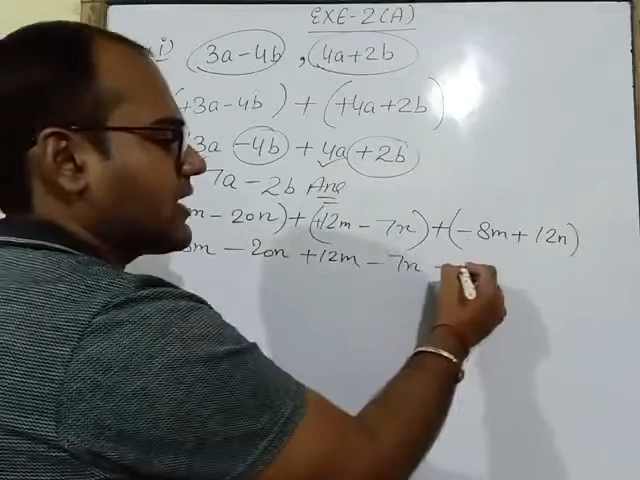 EXE-2(A)
i) 3a-4b , 4a+2b
+3a-4b ) + (+4a+2b)
3a -4b + 4a +2b
7a - 2b Ans
m - 20n) + (+12m - 7n) + (-8m + 12n)
m - 20n + 12m - 7n -